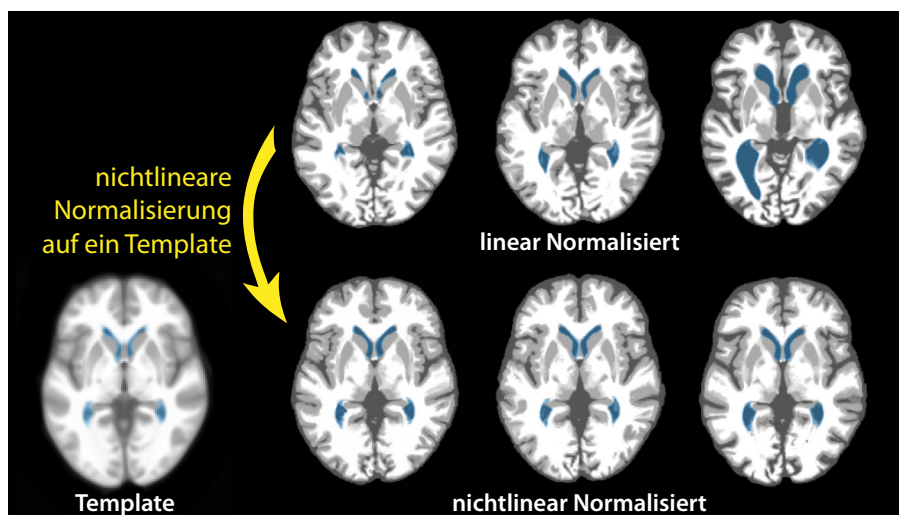 nichtlineare
Normalisierung
auf ein Template
linear Normalisiert
Template
nichtlinear Normalisiert